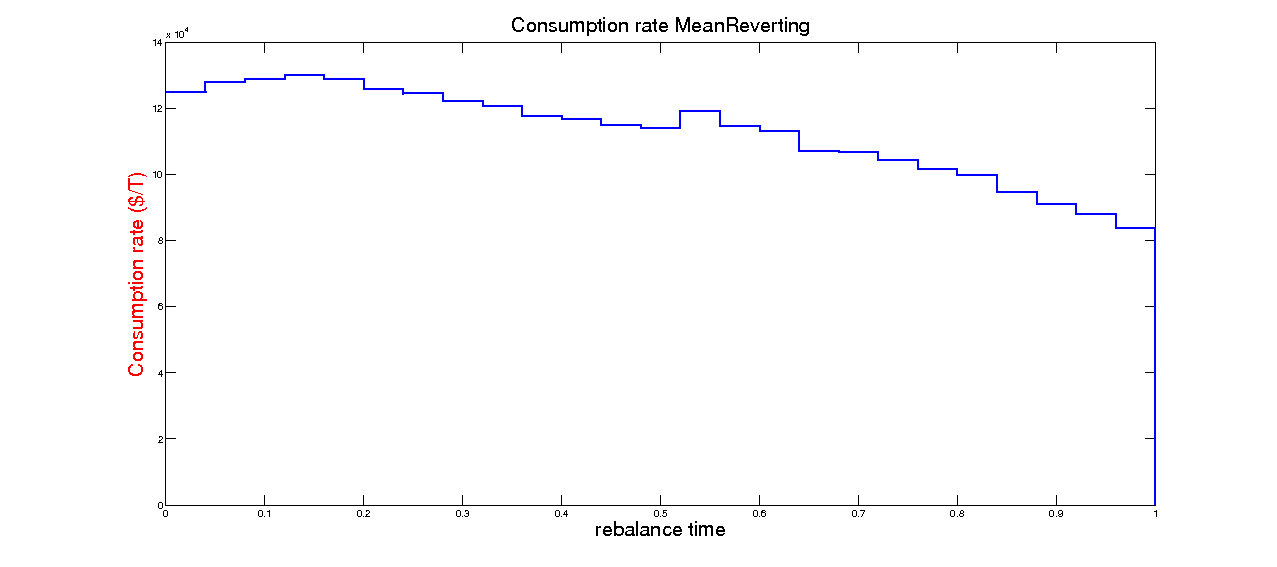 Consumption rate MeanReverting
x 10^4
14
12
10
8
6
4
2
0
Consumption rate ($/T)
0 0.1 0.2 0.3 0.4 0.5 0.6 0.7 0.8 0.9 1
rebalance time